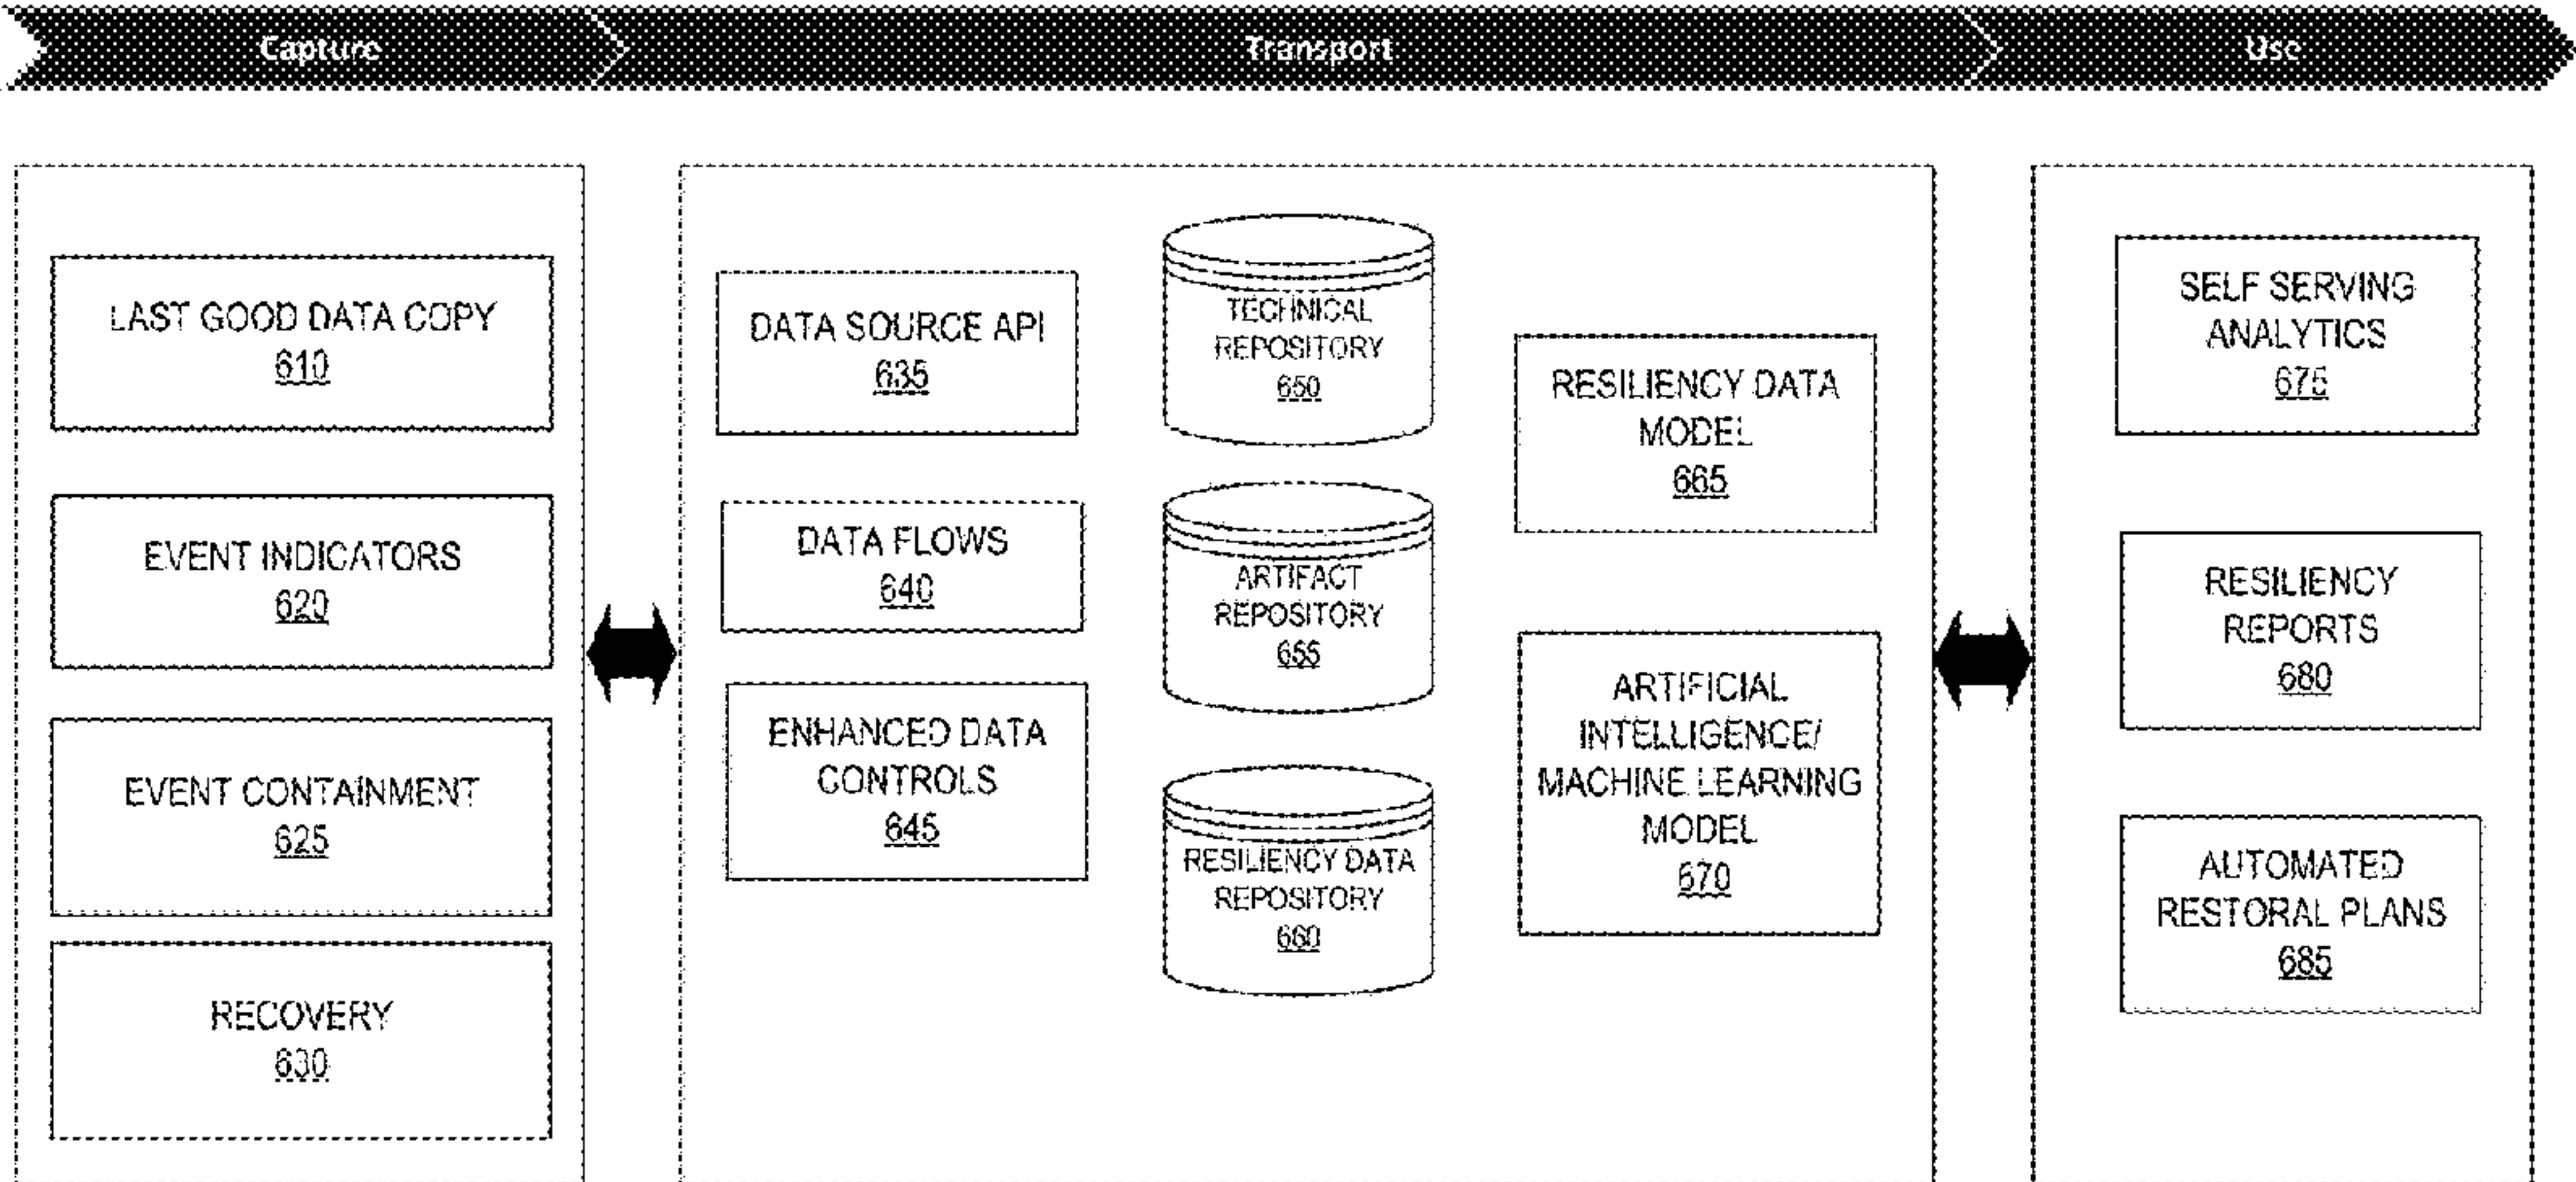 Capture
Transport
Use
LAST GOOD DATA COPY
610
EVENT INDICATORS
620
EVENT CONTAINMENT
625
RECOVERY
630
DATA SOURCE API
635
DATA FLOWS
640
ENHANCED DATA
CONTROLS
645
TECHNICAL
REPOSITORY
650
ARTIFACT
REPOSITORY
655
RESILIENCY DATA
REPOSITORY
660
RESILIENCY DATA
MODEL
665
ARTIFICIAL
INTELLIGENCE/
MACHINE LEARNING
MODEL
670
SELF SERVING
ANALYTICS
675
RESILIENCY
REPORTS
680
AUTOMATED
RESTORAL PLANS
685